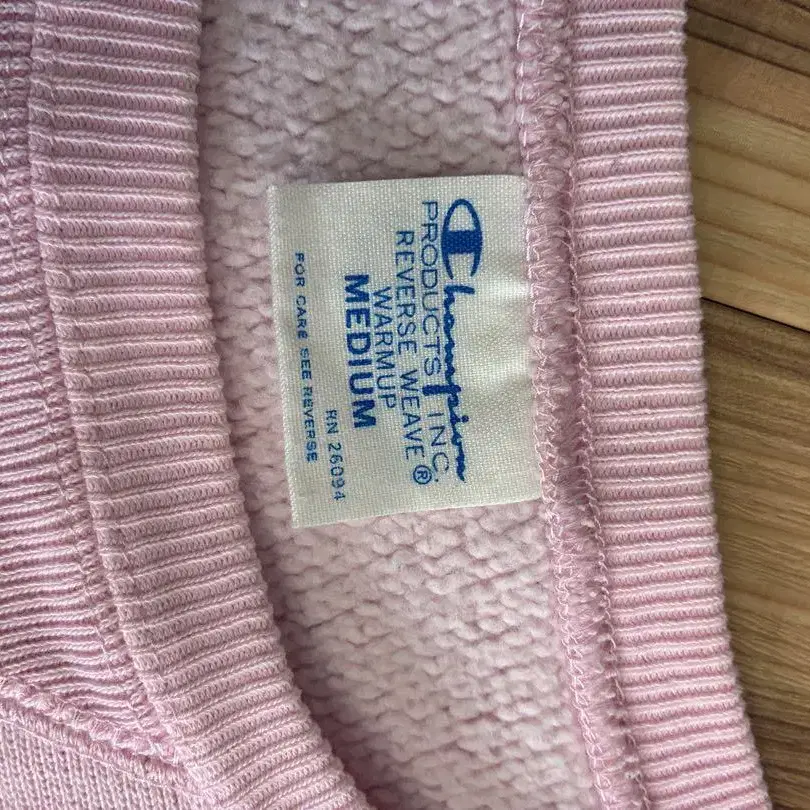 Champion
PRODUCTS, INC.
REVERSE WEAVE®
WARMUP
MEDIUM
RN 26094
FOR CARE SEE REVERSE